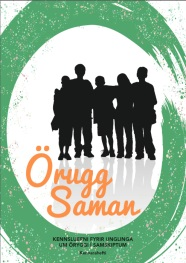 Örugg
Saman
KENNSLUEFNI FYRIR UNGLINGA
UM ÖRYGGI Í SAMSKIPTUM